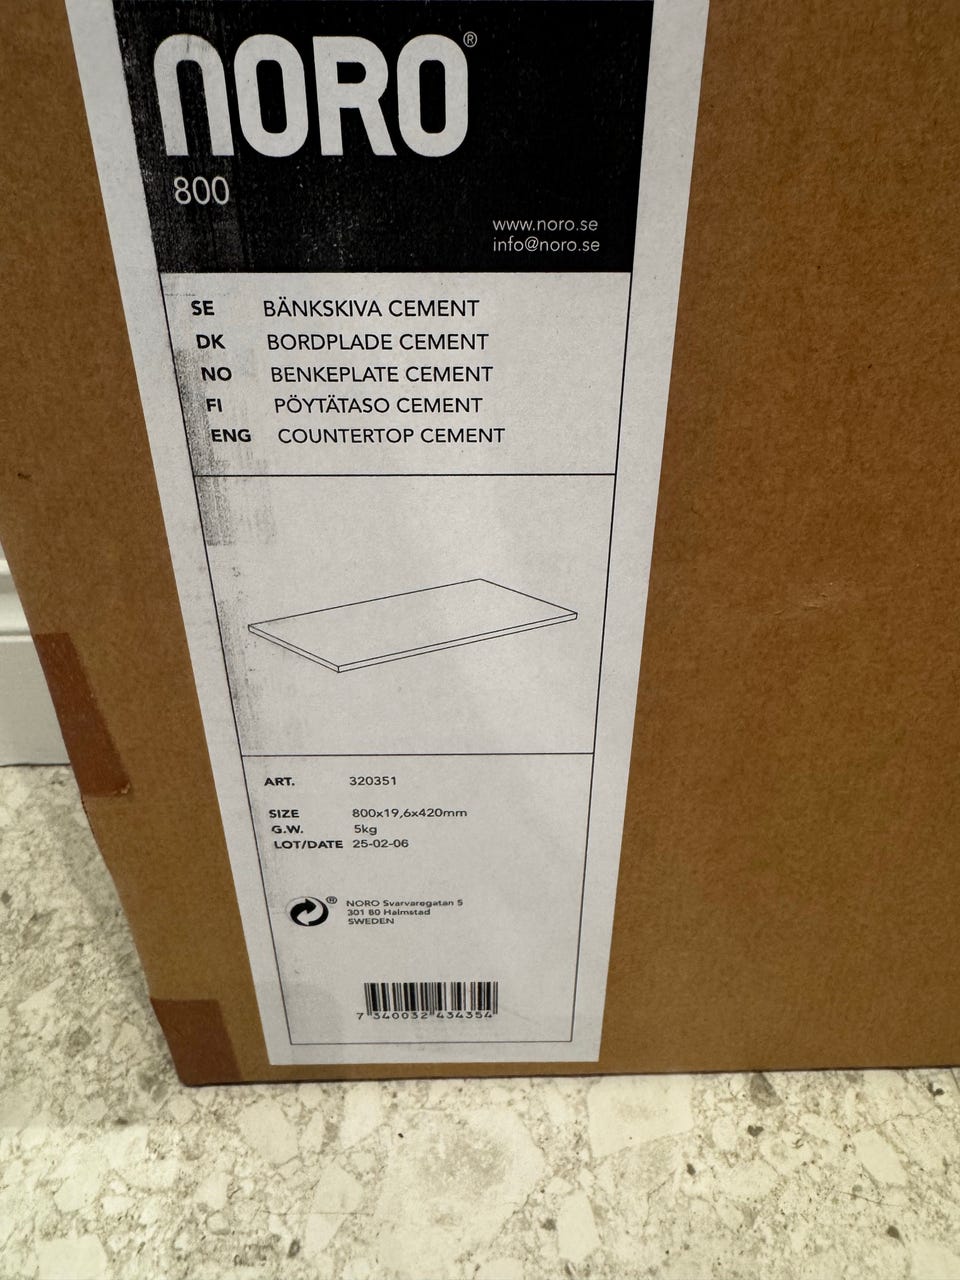 noro®
800
www.noro.se
info@noro.se
SE BÄNKSKIVA CEMENT
DK BORDPLADE CEMENT
NO BENKEPLATE CEMENT
FI PÖYTÄTASO CEMENT
ENG COUNTERTOP CEMENT
ART. 320351
SIZE 800x19,6x420mm
G.W. 5kg
LOT/DATE 25-02-06
® NORO Svarvaregatan 5
301 80 Halmstad
SWEDEN
7 340032 434354